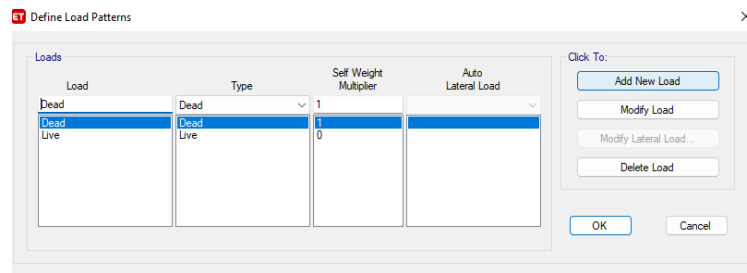 ET Define Load Patterns
Loads
Click To:
Load Type Self Weight Multiplier Auto Lateral Load
Dead Dead 1
Dead Dead 1
Live Live 0
Add New Load
Modify Load
Modify Lateral Load...
Delete Load
OK Cancel